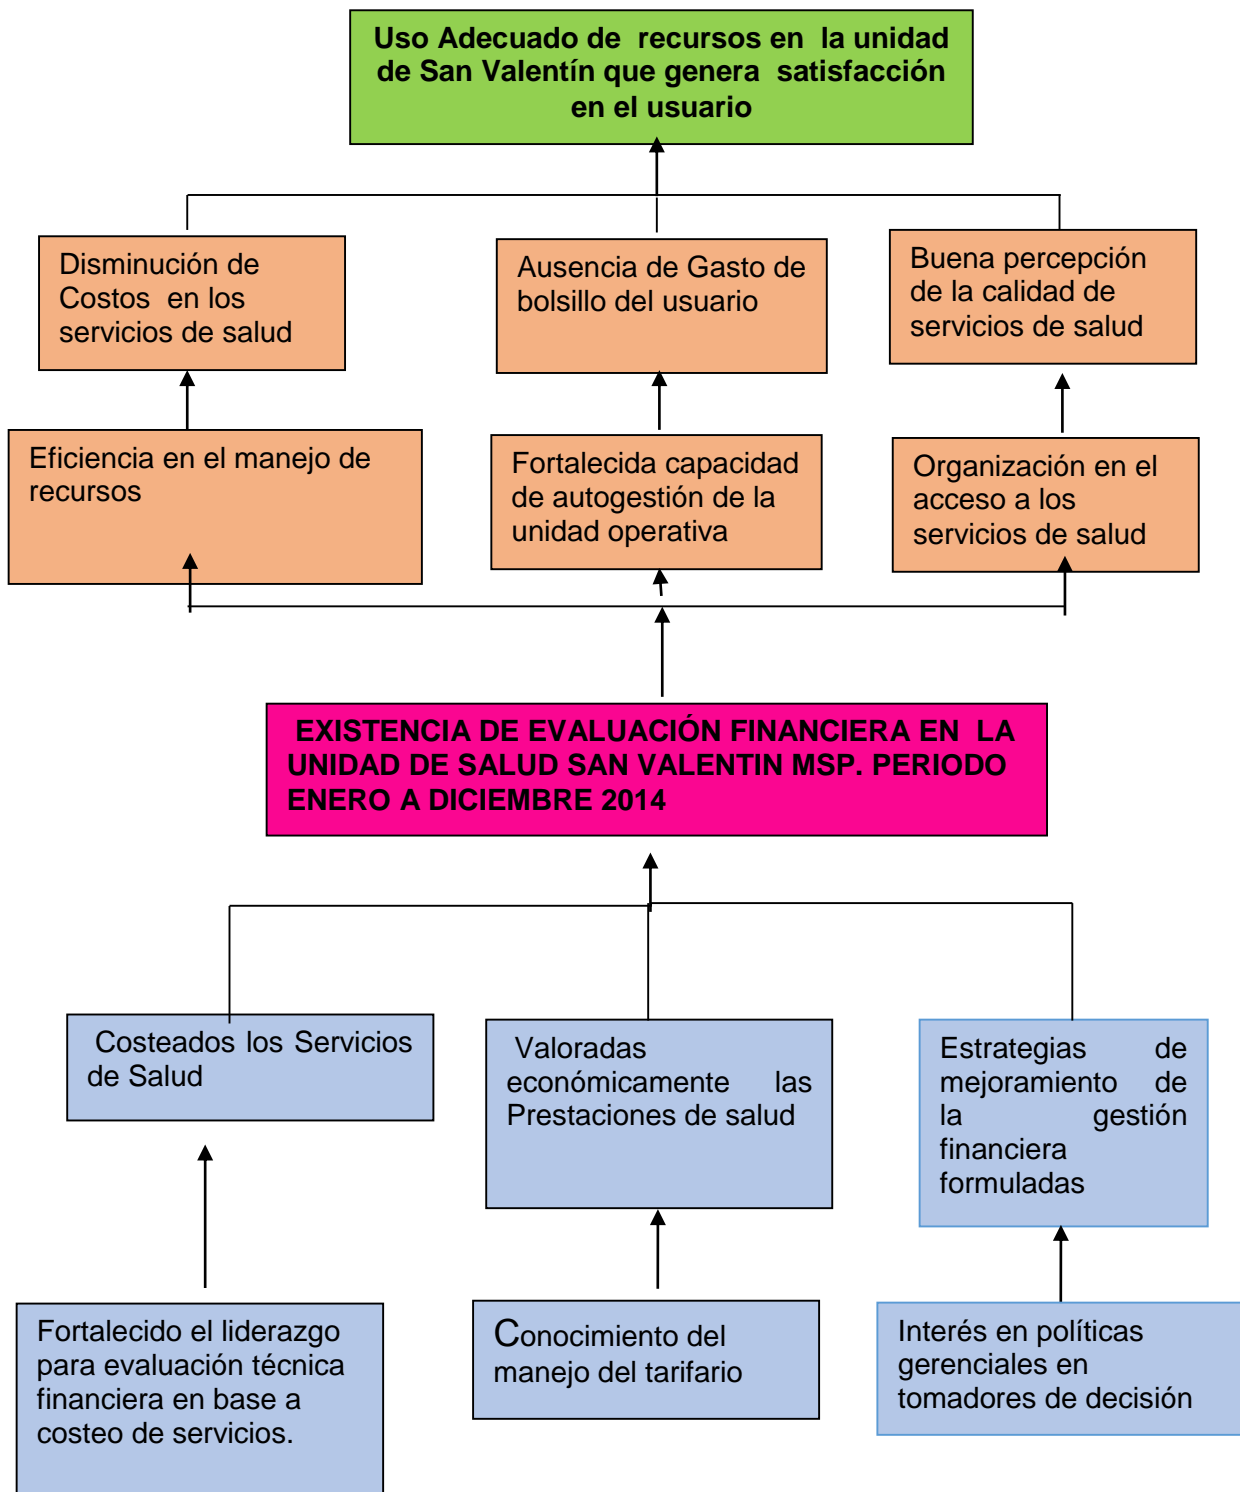 Uso Adecuado de recursos en la unidad
de San Valentín que genera satisfacción
en el usuario
Disminución de
Costos en los
servicios de salud
Ausencia de Gasto de
bolsillo del usuario
Buena percepción
de la calidad de
servicios de salud
Eficiencia en el manejo de
recursos
Fortalecida capacidad
de autogestión de la
unidad operativa
Organización en el
acceso a los
servicios de salud
EXISTENCIA DE EVALUACIÓN FINANCIERA EN LA
UNIDAD DE SALUD SAN VALENTIN MSP. PERIODO
ENERO A DICIEMBRE 2014
Costeados los Servicios
de Salud
Valoradas
económicamente las
Prestaciones de salud
Estrategias de
mejoramiento de
la gestión
financiera
formuladas
Fortalecido el liderazgo
para evaluación técnica
financiera en base a
costeo de servicios.
Conocimiento del
manejo del tarifario
Interés en políticas
gerenciales en
tomadores de decisión